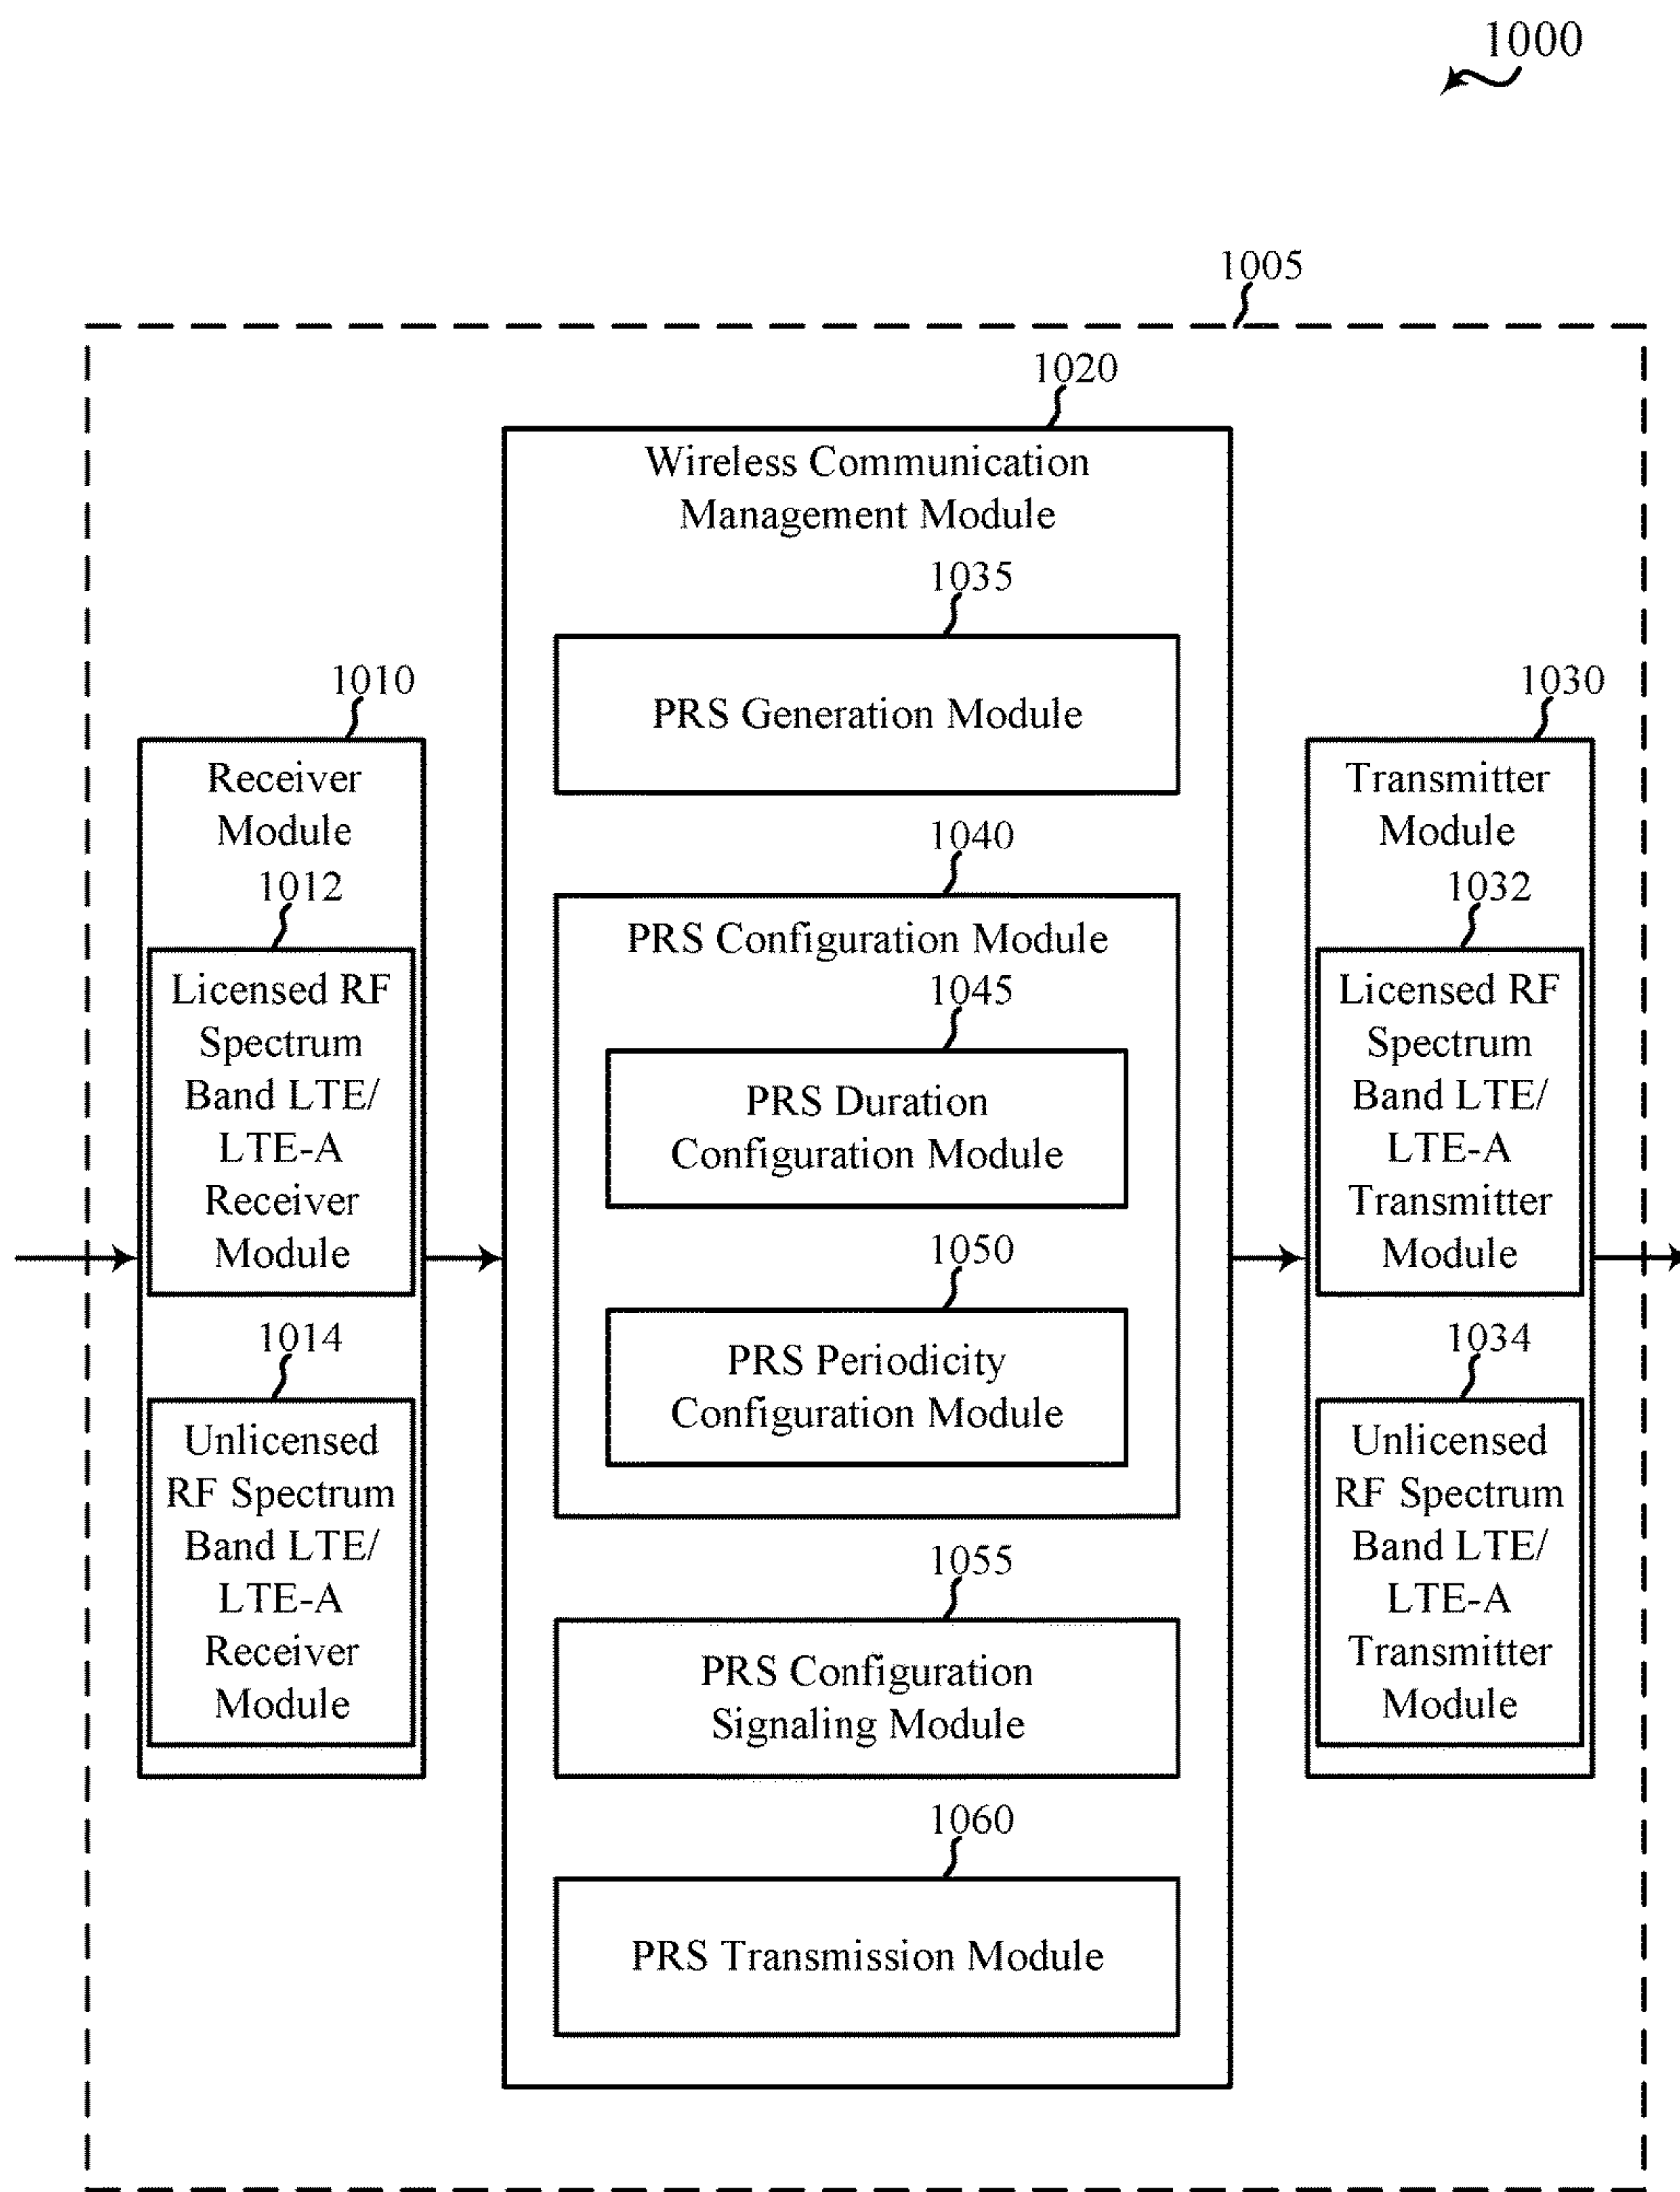 1000
1005
1020
Wireless Communication
Management Module
1035
PRS Generation Module
1010
Receiver
Module
1012
Licensed RF
Spectrum
Band LTE/
LTE-A
Receiver
Module
1014
Unlicensed
RF Spectrum
Band LTE/
LTE-A
Receiver
Module
1040
PRS Configuration Module
1045
PRS Duration
Configuration Module
1050
PRS Periodicity
Configuration Module
1055
PRS Configuration
Signaling Module
1060
PRS Transmission Module
1030
Transmitter
Module
1032
Licensed RF
Spectrum
Band LTE/
LTE-A
Transmitter
Module
1034
Unlicensed
RF Spectrum
Band LTE/
LTE-A
Transmitter
Module